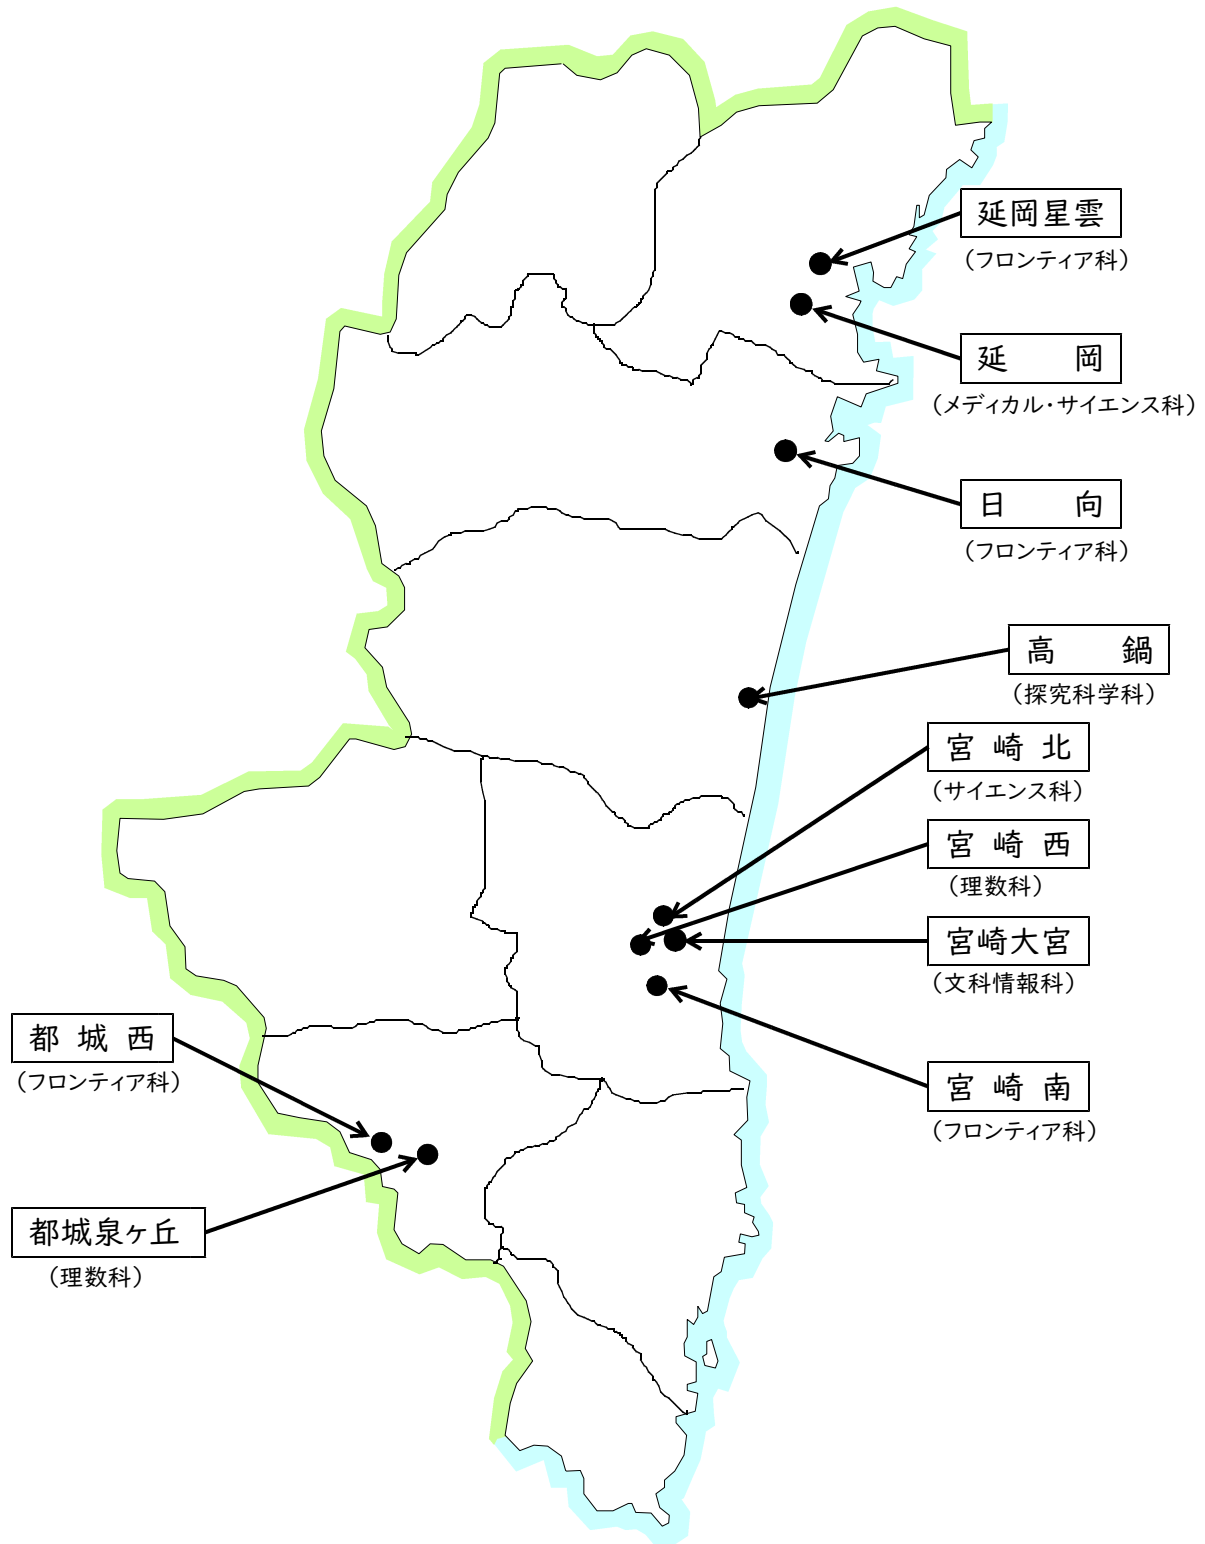 延岡星雲
（フロンティア科）
延　　岡
（メディカル・サイエンス科）
日　　向
（フロンティア科）
高　　鍋
（探究科学科）
宮 崎 北
（サイエンス科）
宮 崎 西
（理数科）
宮崎大宮
（文科情報科）
都 城 西
（フロンティア科）
宮 崎 南
（フロンティア科）
都城泉ヶ丘
（理数科）